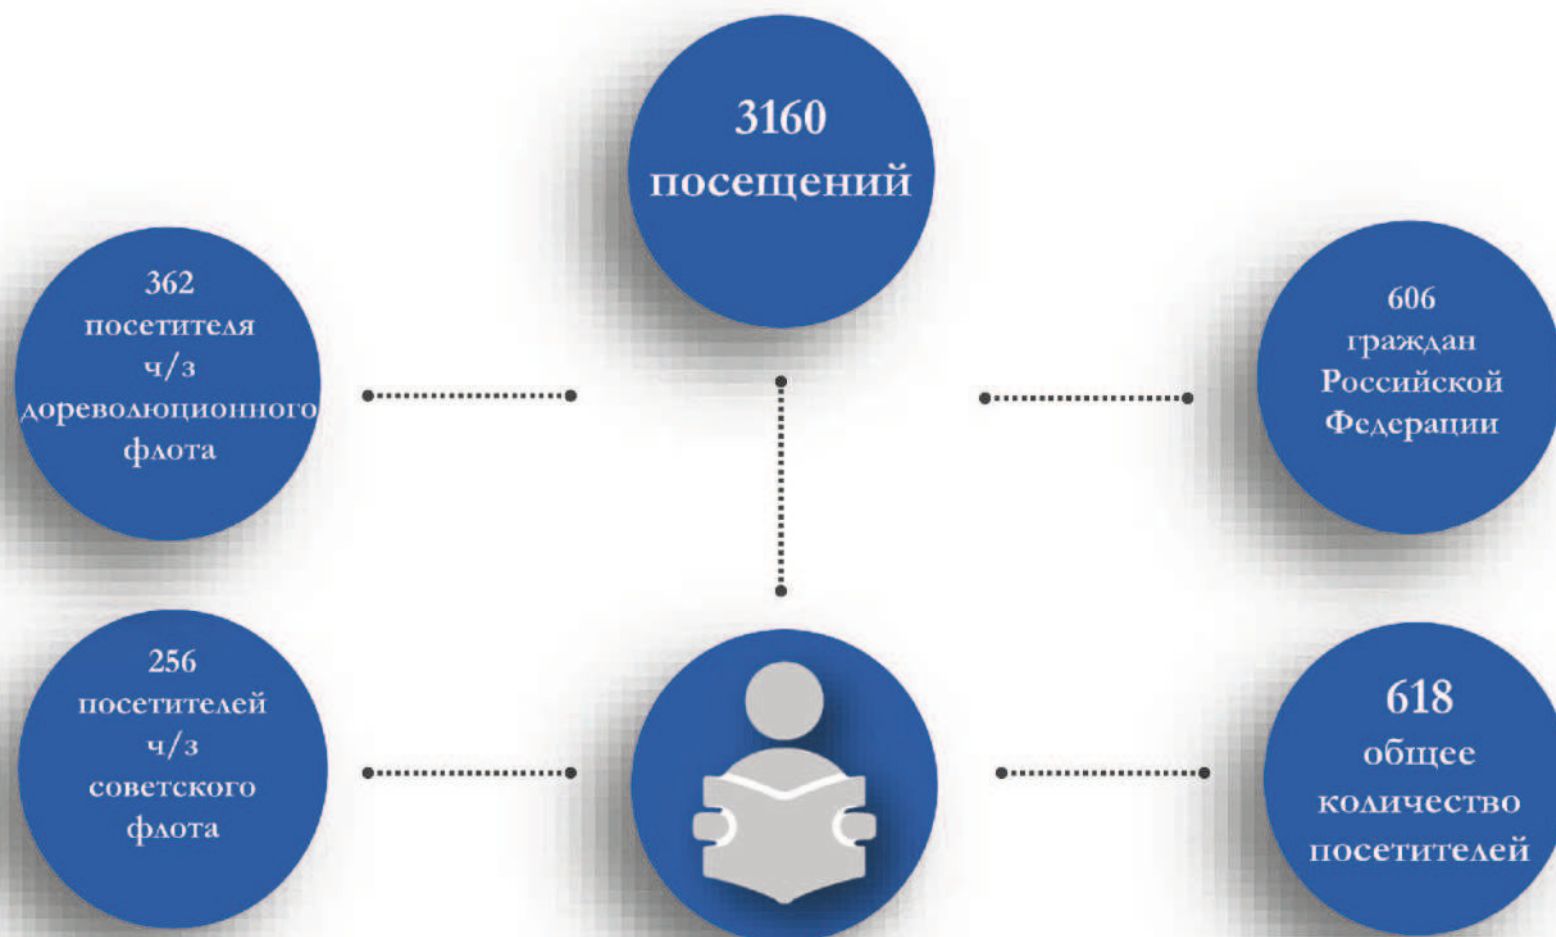 3160
посещений
362
посетителя
ч/з
дореволюционного
флота
606
граждан
Российской
Федерации
256
посетителей
ч/з
советского
флота
618
общее
количество
посетителей